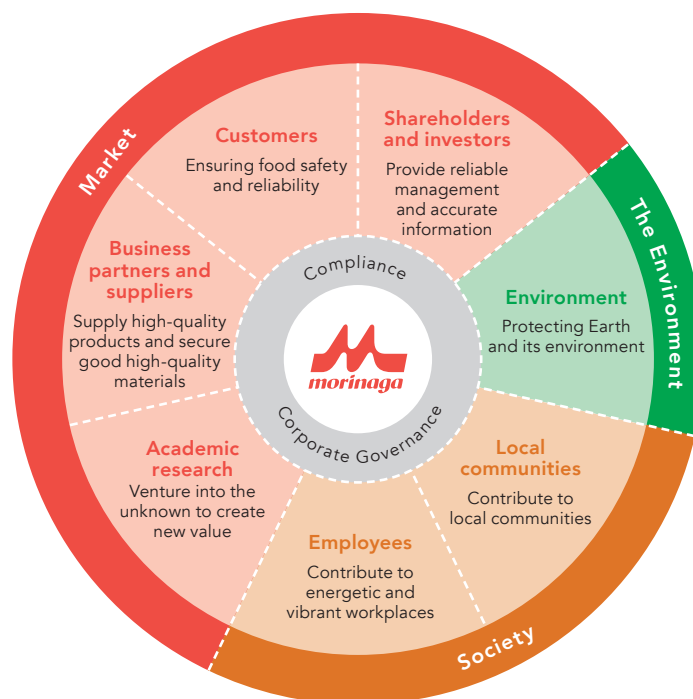 Market
Customers
Ensuring food safety
and reliability
Shareholders
and investors
Provide reliable
management
and accurate
information
The Environment
Environment
Protecting Earth
and its environment
Business
partners and
suppliers
Supply high-quality
products and secure
good high-quality
materials
Compliance
morinaga
Corporate Governance
Academic
research
Venture into the
unknown to create
new value
Local
communities
Contribute to
local communities
Employees
Contribute to
energetic and
vibrant workplaces
Society